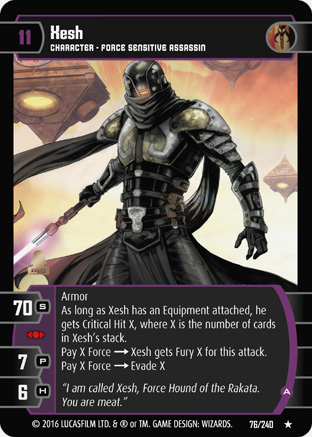 11
Xesh
CHARACTER - FORCE SENSITIVE ASSASSIN
70 S
7 P
6 H
Armor
As long as Xesh has an Equipment attached, he
gets Critical Hit X, where X is the number of cards
in Xesh's stack.
Pay X Force → Xesh gets Fury X for this attack.
Pay X Force → Evade X
“I am called Xesh, Force Hound of the Rakata.
You are meat.”
A
© 2016 LUCASFILM LTD. & ® or TM. GAME DESIGN: WIZARDS. 76/240 ★